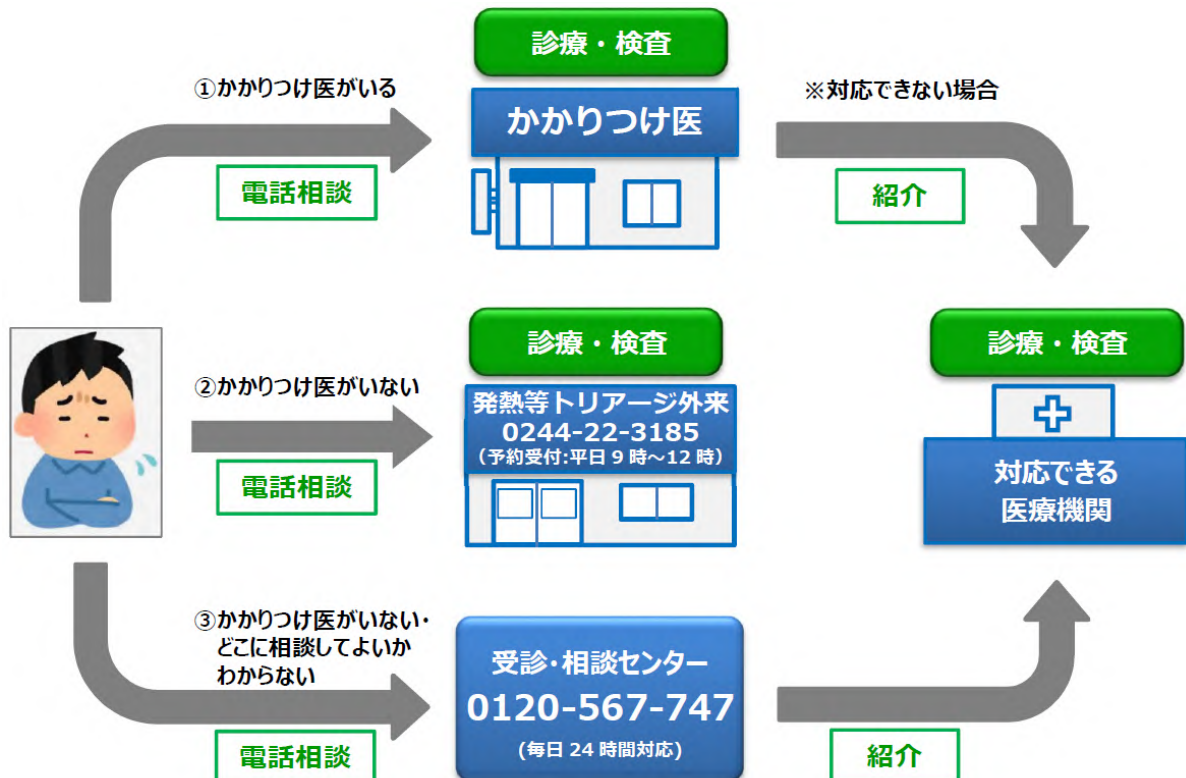 診療・検査
①かかりつけ医がいる
かかりつけ医
※対応できない場合
電話相談
紹介
診療・検査
診療・検査
②かかりつけ医がいない
発熱等トリアージ外来
0244-22-3185
（予約受付:平日９時～12時）
電話相談
対応できる
医療機関
③かかりつけ医がいない・
どこに相談してよいか
わからない
受診・相談センター
0120-567-747
(毎日 24 時間対応)
電話相談
紹介